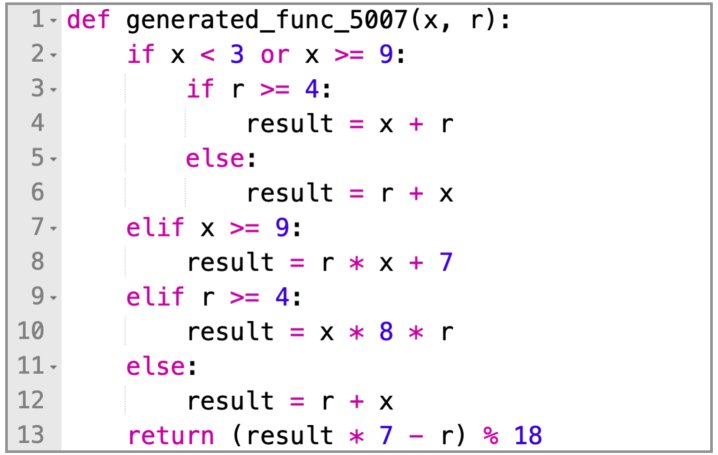 1 def generated_func_5007(x, r):
2     if x < 3 or x >= 9:
3         if r >= 4:
4             result = x + r
5         else:
6             result = r + x
7     elif x >= 9:
8         result = r * x + 7
9     elif r >= 4:
10         result = x * 8 * r
11     else:
12         result = r + x
13     return (result * 7 - r) % 18